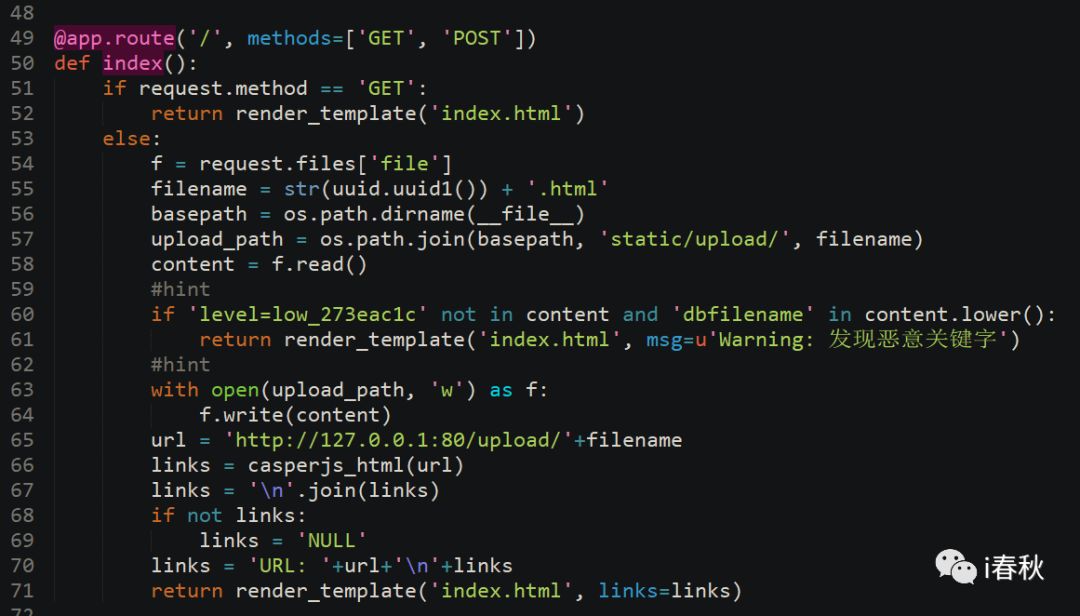 48
49 @app.route('/', methods=['GET', 'POST'])
50 def index():
51     if request.method == 'GET':
52         return render_template('index.html')
53     else:
54         f = request.files['file']
55         filename = str(uuid.uuid1()) + '.html'
56         basepath = os.path.dirname(__file__)
57         upload_path = os.path.join(basepath, 'static/upload/', filename)
58         content = f.read()
59         #hint
60         if 'level=low_273eac1c' not in content and 'dbfilename' in content.lower():
61             return render_template('index.html', msg=u'Warning: 发现恶意关键字')
62         #hint
63         with open(upload_path, 'w') as f:
64             f.write(content)
65         url = 'http://127.0.0.1:80/upload/'+filename
66         links = casperjs_html(url)
67         links = '\n'.join(links)
68         if not links:
69             links = 'NULL'
70         links = 'URL: '+url+'\n'+links
71         return render_template('index.html', links=links)
72
i春秋